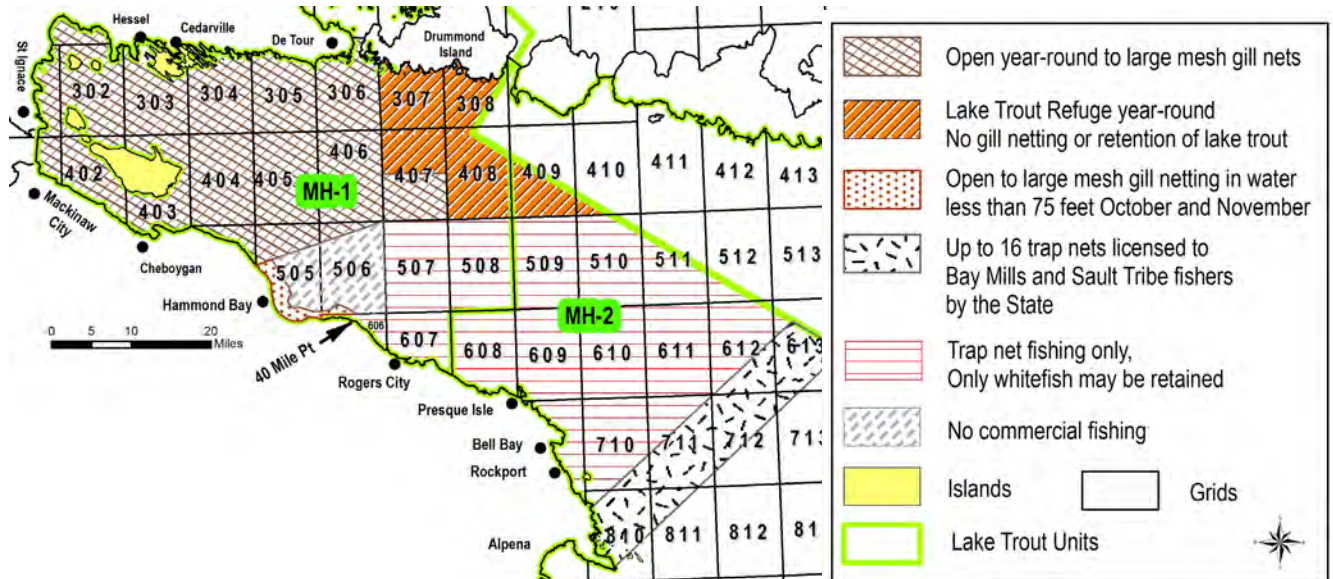 Hessel
Cedarville
De Tour
Drummond
Island
St Ignace
302
303
304
305
306
307
308
402
403
404
405
406
407
408
409
410
411
412
413
MH-1
Mackinaw
City
Cheboygan
Hammond Bay
505
506
507
508
509
510
511
512
513
MH-2
0 5 10 20
Miles
40 Mile Pt
606
607
608
609
610
611
612
613
Rogers City
Presque Isle
Bell Bay
Rockport
Alpena
710
711
712
713
810
811
812
81
Open year-round to large mesh gill nets
Lake Trout Refuge year-round
No gill netting or retention of lake trout
Open to large mesh gill netting in water
less than 75 feet October and November
Up to 16 trap nets licensed to
Bay Mills and Sault Tribe fishers
by the State
Trap net fishing only,
Only whitefish may be retained
No commercial fishing
Islands
Grids
Lake Trout Units